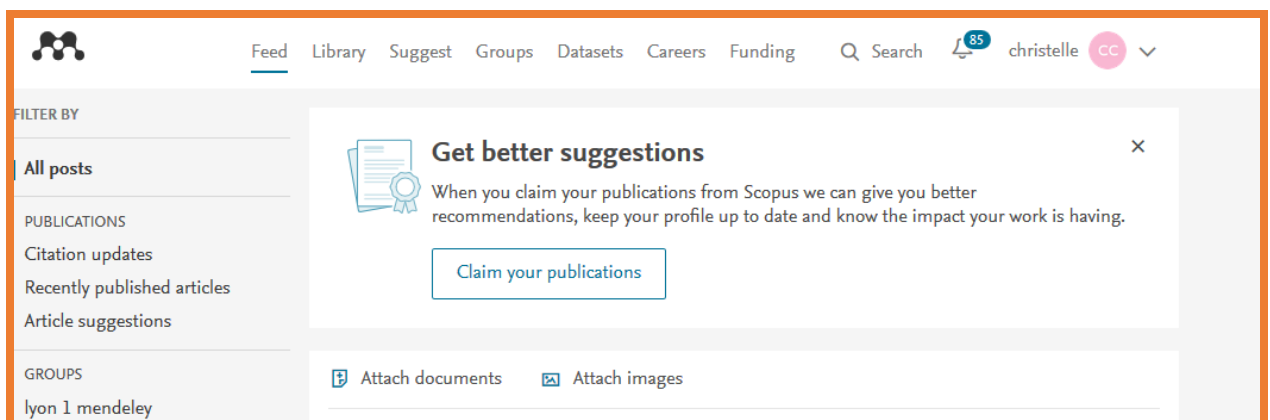 Feed Library Suggest Groups Datasets Careers Funding Search 85 christelle CC
FILTER BY
All posts
PUBLICATIONS
Citation updates
Recently published articles
Article suggestions
GROUPS
lyon 1 mendeley
Get better suggestions
When you claim your publications from Scopus we can give you better
recommendations, keep your profile up to date and know the impact your work is having.
Claim your publications
Attach documents Attach images